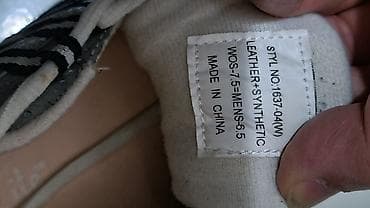 STYL NO:1637-04(W)
LEATHER+SYNTHETIC
WOS-7.5=MENS-6.5
MADE IN CHINA